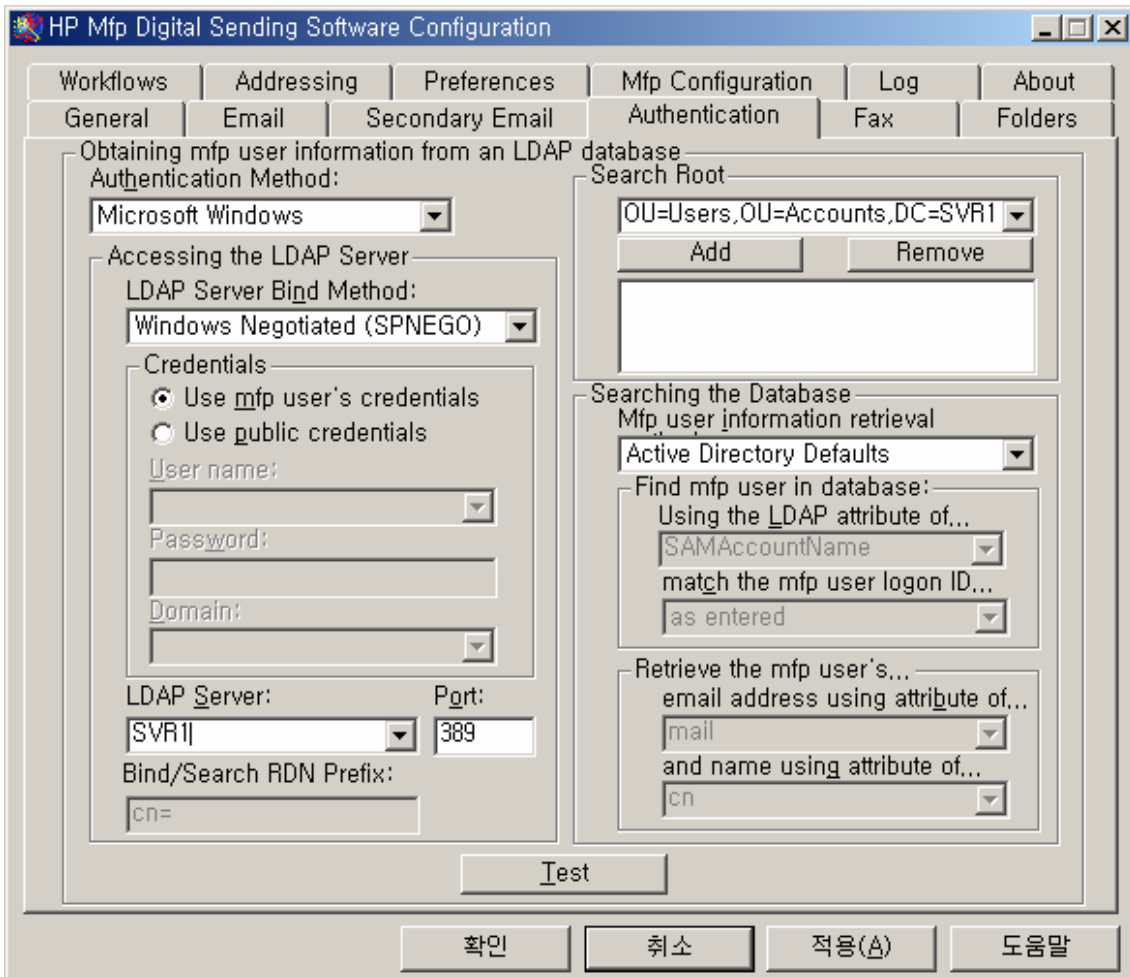 HP Mfp Digital Sending Software Configuration
Workflows Addressing Preferences Mfp Configuration Log About
General Email Secondary Email Authentication Fax Folders
Obtaining mfp user information from an LDAP database
Authentication Method:
Microsoft Windows
Accessing the LDAP Server
LDAP Server Bind Method:
Windows Negotiated (SPNEGO)
Credentials
Use mfp user's credentials
Use public credentials
User name:
Password:
Domain:
LDAP Server: Port:
SVR1 389
Bind/Search RDN Prefix:
cn=
Search Root
OU=Users,OU=Accounts,DC=SVR1
Add Remove
Searching the Database
Mfp user information retrieval
Active Directory Defaults
Find mfp user in database:
Using the LDAP attribute of...
SAMAccountName
match the mfp user logon ID...
as entered
Retrieve the mfp user's...
email address using attribute of...
mail
and name using attribute of...
cn
Test
확인 취소 적용(A) 도움말